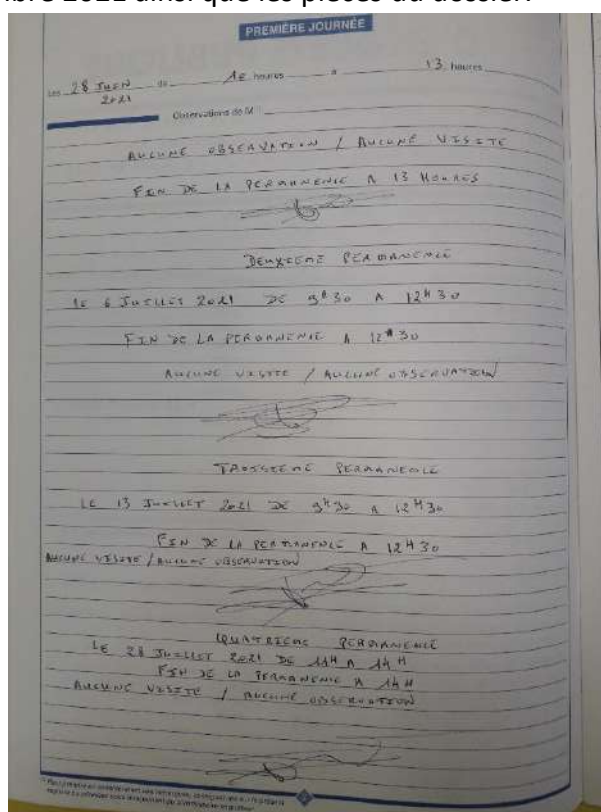 bre 2021 ainsi que les pièces du dossier.
PREMIÈRE JOURNÉE
Les 28 JUIN de 10 heures à 13 heures
2021
Observations de M
AUCUNE OBSERVATION / AUCUNE VISITE
FIN DE LA PERMANENCE A 13 HEURES
DEUXIEME PERMANENCE
LE 6 JUILLET 2021 DE 9H30 A 12H30
FIN DE LA PERMANENCE A 12H30
AUCUNE VISITE / AUCUNE OBSERVATION
TROISIEME PERMANENCE
LE 13 JUILLET 2021 DE 9H30 A 12H30
FIN DE LA PERMANENCE A 12H30
AUCUNE VISITE / AUCUNE OBSERVATION
QUATRIEME PERMANENCE
LE 28 JUILLET 2021 DE 11H A 14H
FIN DE LA PERMANENCE A 14H
AUCUNE VISITE / AUCUNE OBSERVATION